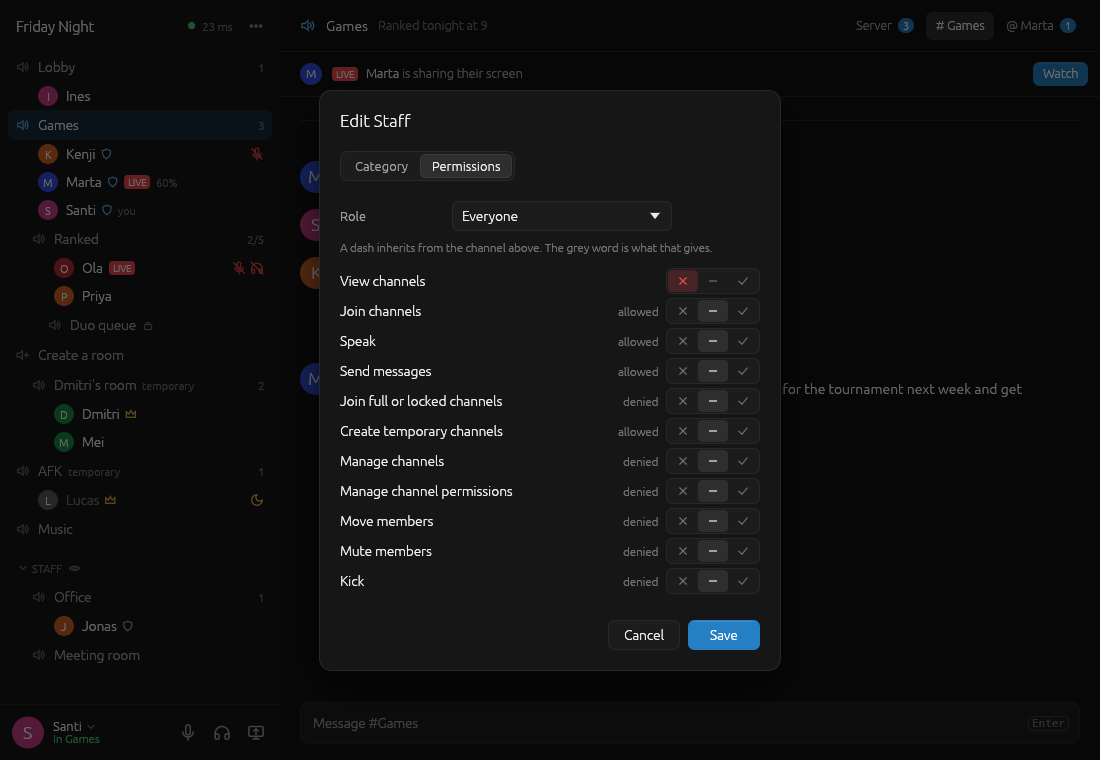 Friday Night
23 ms
Lobby 1
I Ines
Games 3
K Kenji
M Marta LIVE 60%
S Santi you
Ranked 2/5
O Ola LIVE
P Priya
Duo queue
Create a room
Dmitri's room temporary 2
D Dmitri
M Mei
AFK temporary 1
L Lucas
Music
STAFF
Office 1
J Jonas
Meeting room
S Santi
In Games
Games Ranked tonight at 9
Server 3 # Games @ Marta 1
M LIVE Marta is sharing their screen Watch
M
S
K
M
for the tournament next week and get
Message #Games Enter
Edit Staff
Category Permissions
Role Everyone
A dash inherits from the channel above. The grey word is what that gives.
View channels
Join channels allowed
Speak allowed
Send messages allowed
Join full or locked channels denied
Create temporary channels allowed
Manage channels denied
Manage channel permissions denied
Move members denied
Mute members denied
Kick denied
Cancel Save